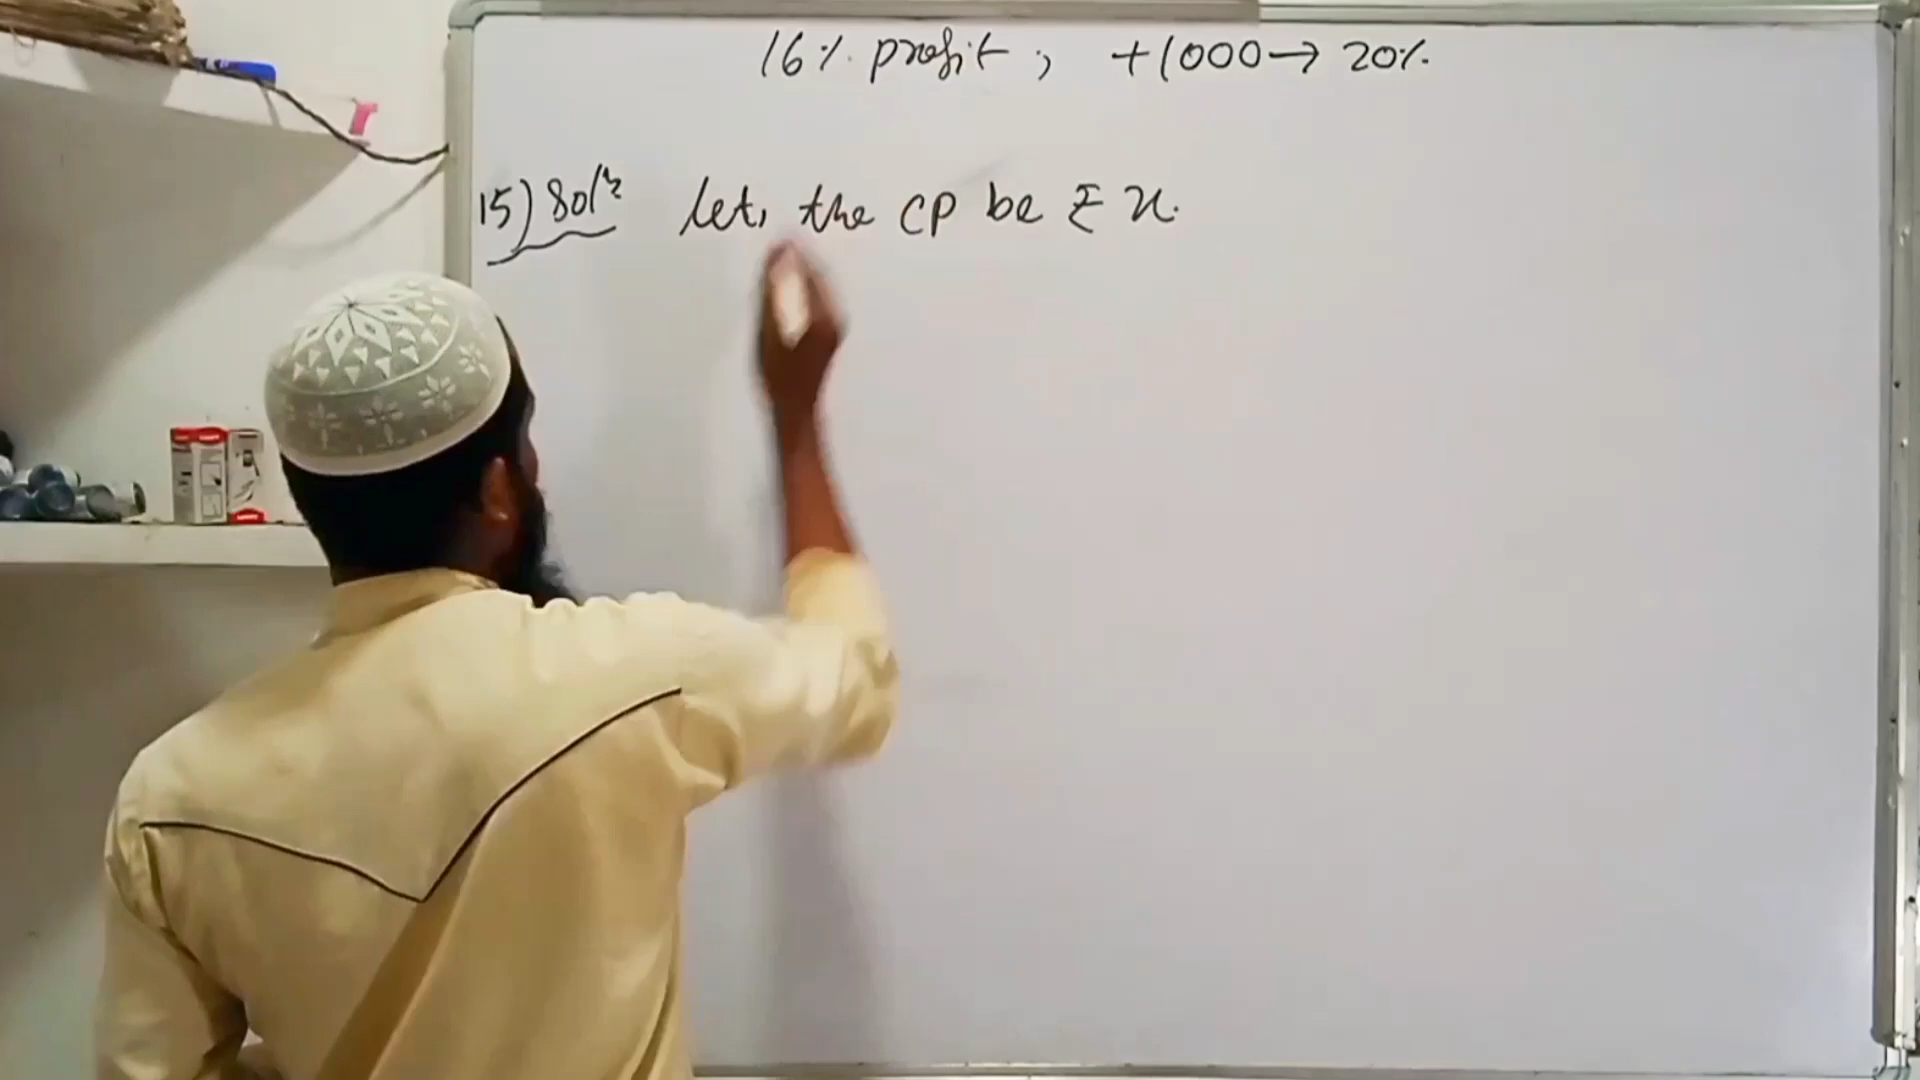 16% profit ; +1000→ 20%.
15) Soln Let, the CP be ₹ x.